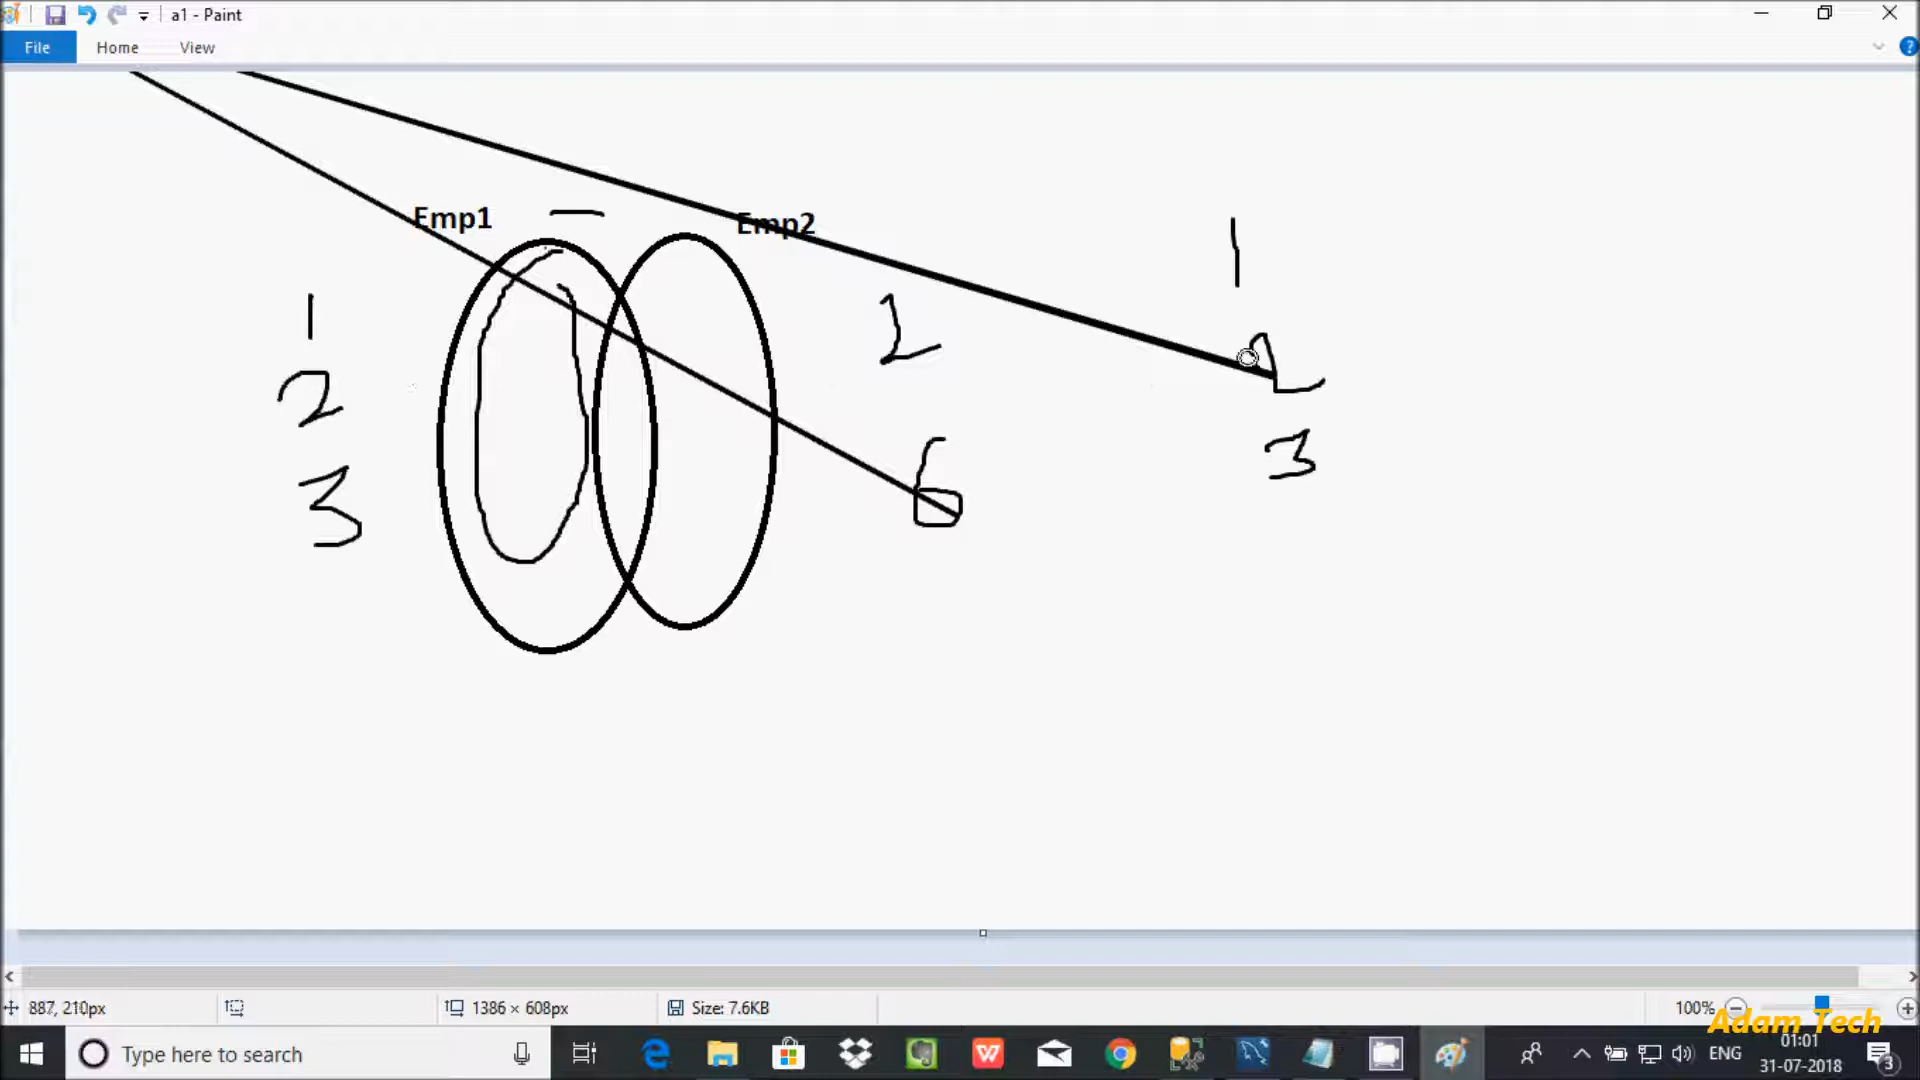 a1 - Paint
File Home View
Emp1 — Emp2
1
2
3
2
6
1
2
3
887, 210px
1386 × 608px
Size: 7.6KB
100%
Adam Tech
Type here to search
ENG
01:01
31-07-2018
3